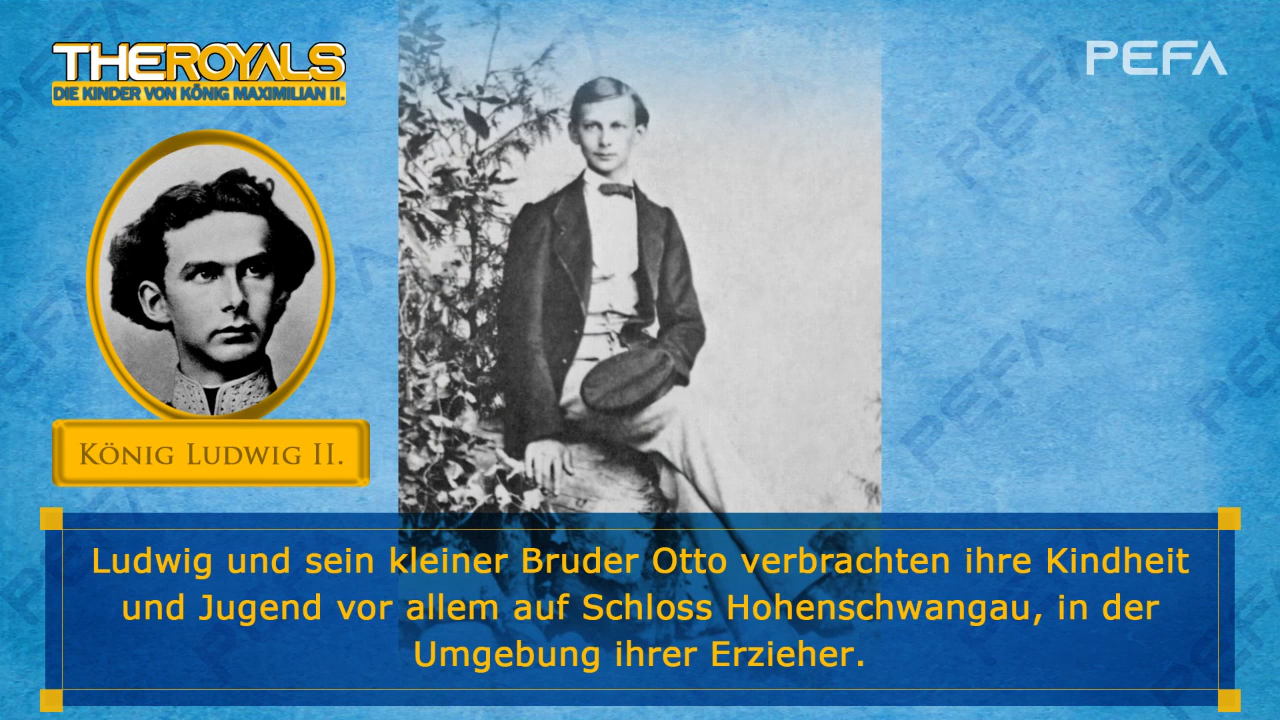 THEROYALS
DIE KINDER VON KÖNIG MAXIMILIAN II.
PEFA
König Ludwig II.
Ludwig und sein kleiner Bruder Otto verbrachten ihre Kindheit
und Jugend vor allem auf Schloss Hohenschwangau, in der
Umgebung ihrer Erzieher.